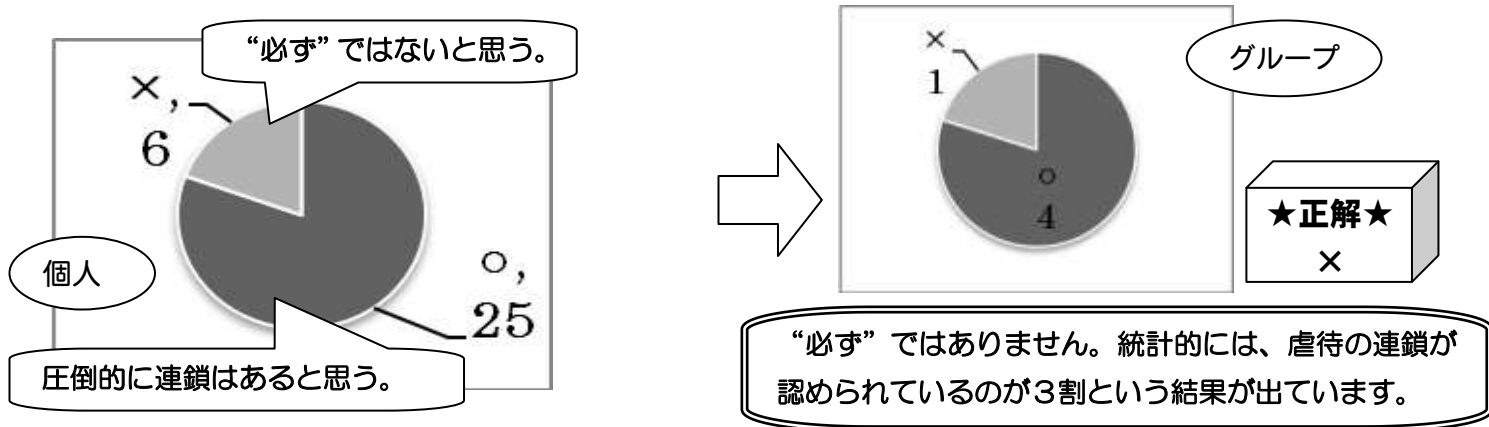 “必ず”ではないと思う。
×,
6
個人
○,
25
圧倒的に連鎖はあると思う。
グループ
×
1
○
4
★正解★
×
“必ず”ではありません。統計的には、虐待の連鎖が
認められているのが３割という結果が出ています。